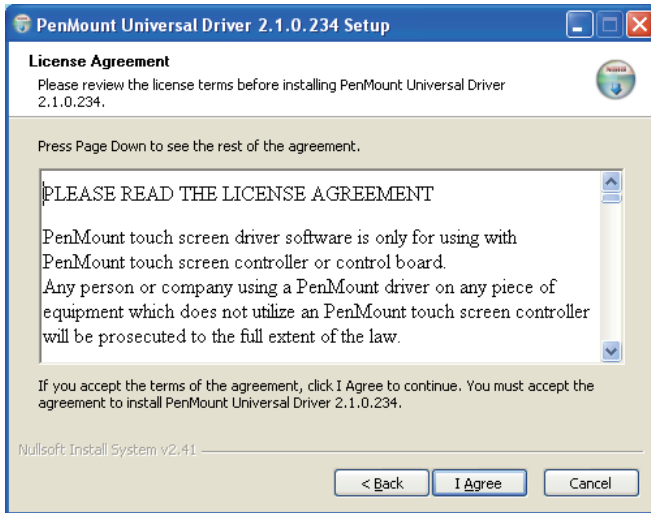 PenMount Universal Driver 2.1.0.234 Setup
License Agreement
Please review the license terms before installing PenMount Universal Driver
2.1.0.234.
Press Page Down to see the rest of the agreement.
PLEASE READ THE LICENSE AGREEMENT
PenMount touch screen driver software is only for using with
PenMount touch screen controller or control board.
Any person or company using a PenMount driver on any piece of
equipment which does not utilize an PenMount touch screen controller
will be prosecuted to the full extent of the law.
If you accept the terms of the agreement, click I Agree to continue. You must accept the
agreement to install PenMount Universal Driver 2.1.0.234.
Nullsoft Install System v2.41
< Back
I Agree
Cancel